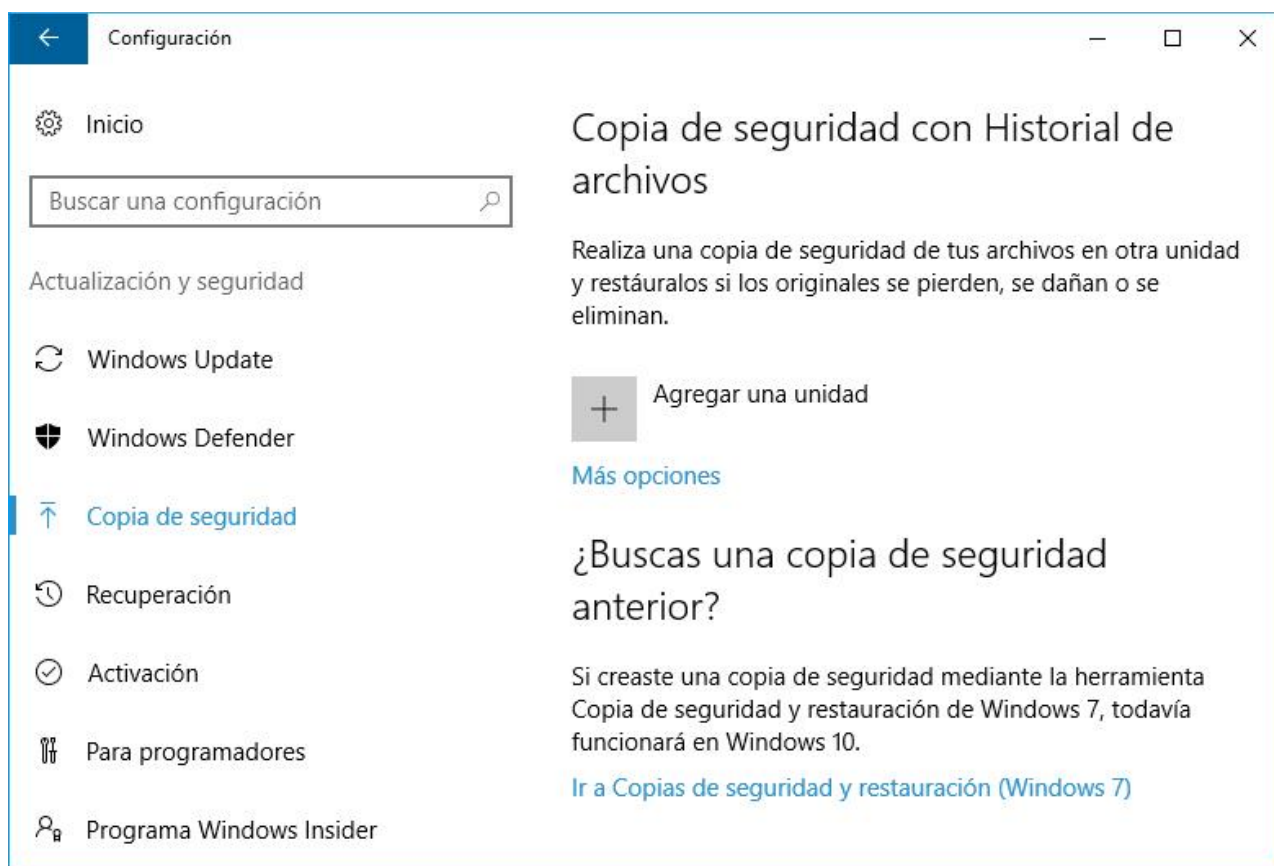 Configuración
Inicio
Buscar una configuración
Actualización y seguridad
Windows Update
Windows Defender
Copia de seguridad
Recuperación
Activación
Para programadores
Programa Windows Insider
Copia de seguridad con Historial de
archivos
Realiza una copia de seguridad de tus archivos en otra unidad
y restáuralos si los originales se pierden, se dañan o se
eliminan.
Agregar una unidad
Más opciones
¿Buscas una copia de seguridad
anterior?
Si creaste una copia de seguridad mediante la herramienta
Copia de seguridad y restauración de Windows 7, todavía
funcionará en Windows 10.
Ir a Copias de seguridad y restauración (Windows 7)